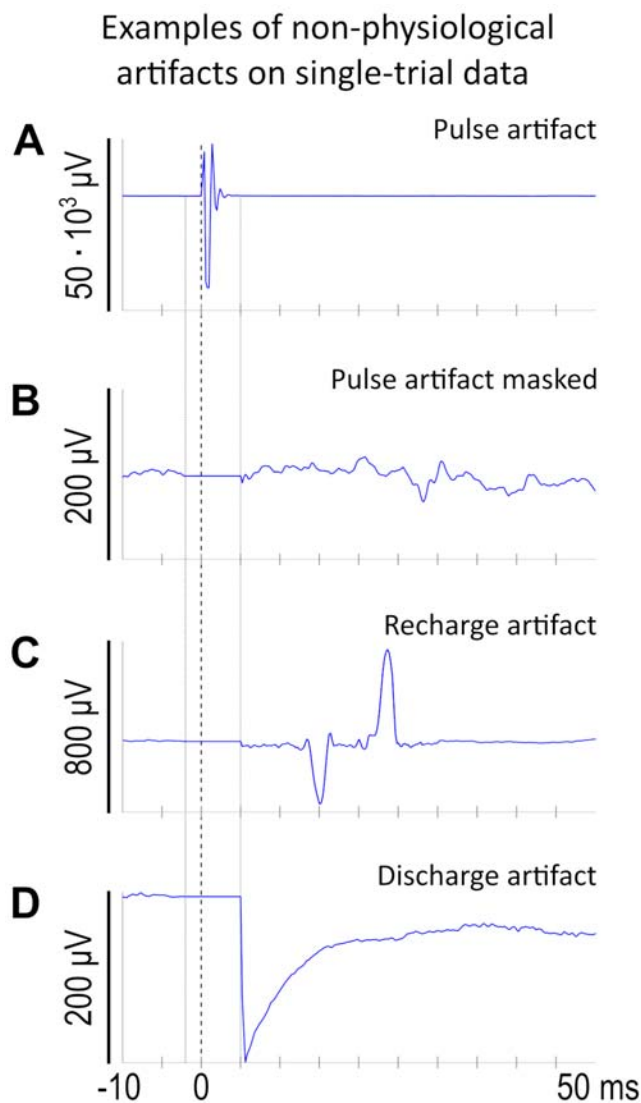 Examples of non-physiological
artifacts on single-trial data
A
Pulse artifact
50 · 10³ µV
B
Pulse artifact masked
200 µV
C
Recharge artifact
800 µV
D
Discharge artifact
200 µV
-10 0 50 ms